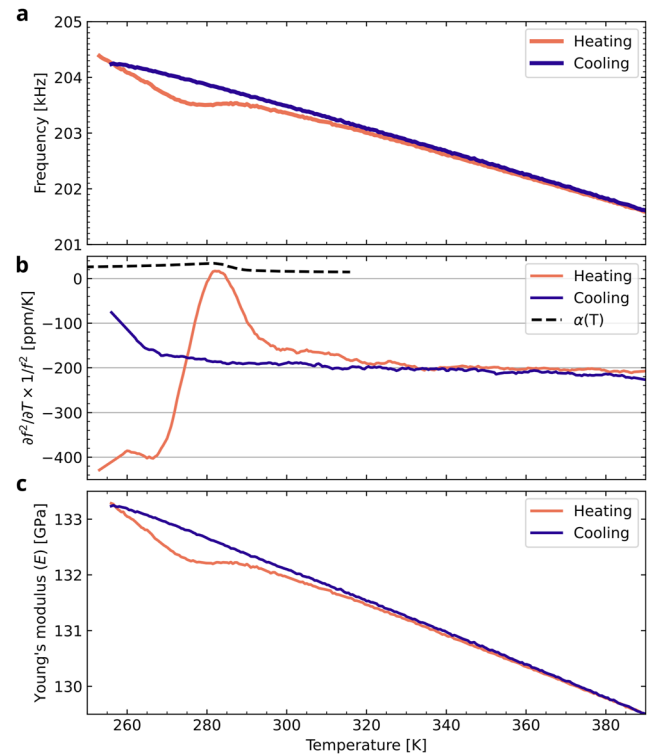 a
205
204
203
202
201
Frequency [kHz]
Heating
Cooling
b
0
−100
−200
−300
−400
∂f²/∂T × 1/f² [ppm/K]
Heating
Cooling
α(T)
c
133
132
131
130
Young's modulus (E) [GPa]
Heating
Cooling
260 280 300 320 340 360 380
Temperature [K]